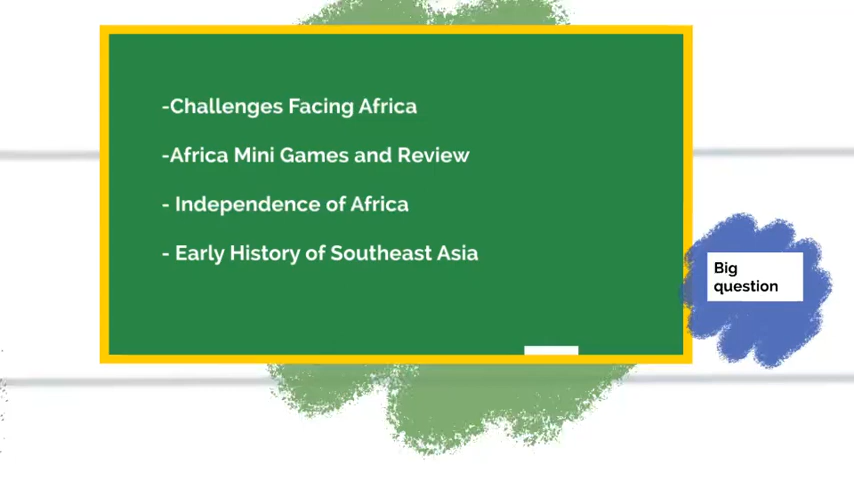 -Challenges Facing Africa
-Africa Mini Games and Review
- Independence of Africa
- Early History of Southeast Asia
Big
question